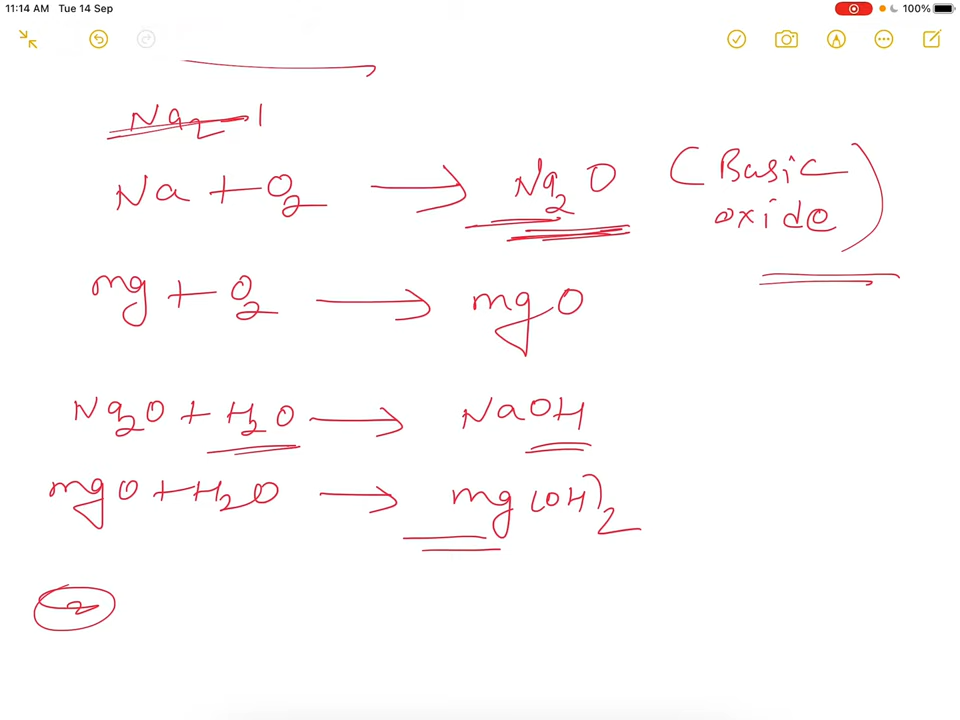 11:14 AM Tue 14 Sep 100%
Na + O₂ → Na₂O (Basic
oxide)
mg + O₂ → mgO
Na₂O + H₂O → NaOH
mgO + H₂O → mg(OH)₂
2